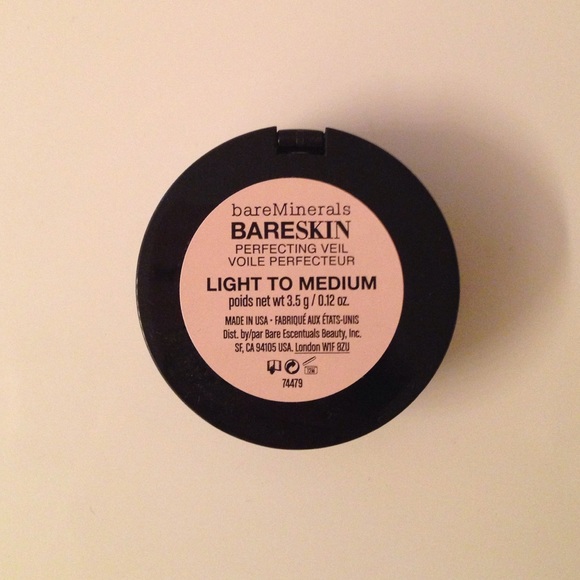 bareMinerals
BARESKIN
PERFECTING VEIL
VOILE PERFECTEUR
LIGHT TO MEDIUM
poids net wt 3.5 g / 0.12 oz.
MADE IN USA • FABRIQUÉ AUX ÉTATS-UNIS
Dist. by/par Bare Escentuals Beauty, Inc.
SF, CA 94105 USA. London W1F 8ZU
12M
74479